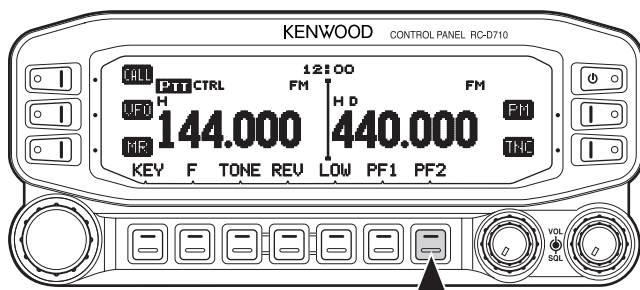 KENWOOD CONTROL PANEL RC-D710
CALL 12:00
PTT CTRL FM FM
VFO H H D PM
144.000 440.000
MR TNC
KEY F TONE REV LOW PF1 PF2
VOL
SQL